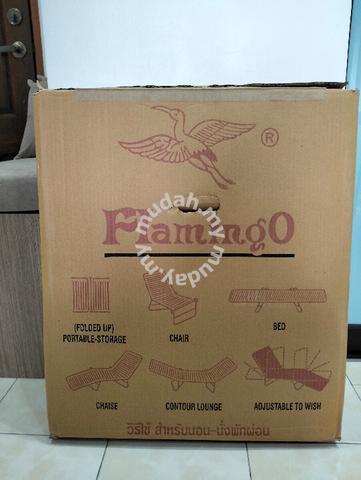 ®
FlamingO
mudah.my mudah.my
(FOLDED UP)
PORTABLE-STORAGE
CHAIR
BED
CHAISE
CONTOUR LOUNGE
ADJUSTABLE TO WISH
วิธีใช้ สำหรับนอน-นั่งพักผ่อน